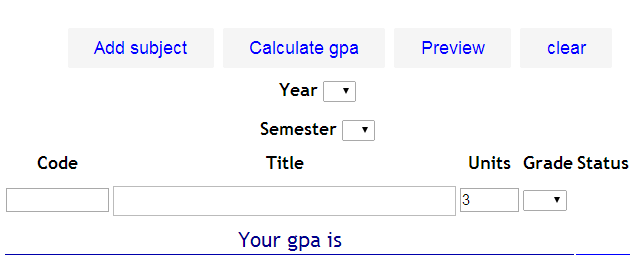 Add subject Calculate gpa Preview clear
Year
Semester
Code Title Units Grade Status
3
Your gpa is